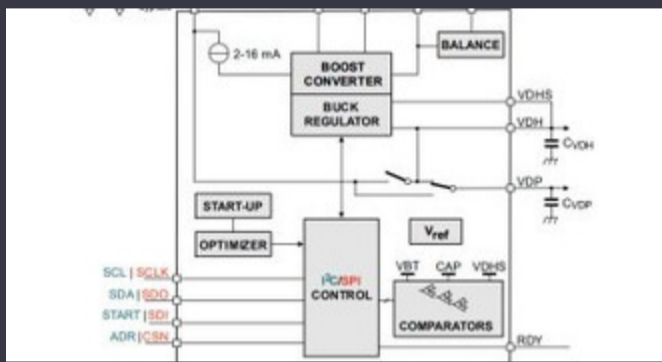 2-16 mA
BALANCE
BOOST
CONVERTER
BUCK
REGULATOR
VDHS
VDH
CVDH
VDP
CVDP
START-UP
OPTIMIZER
Vref
SCL | SCLK
SDA | SDO
START | SDI
ADR | CSN
I²C/SPI
CONTROL
VBT CAP VDHS
COMPARATORS
RDY